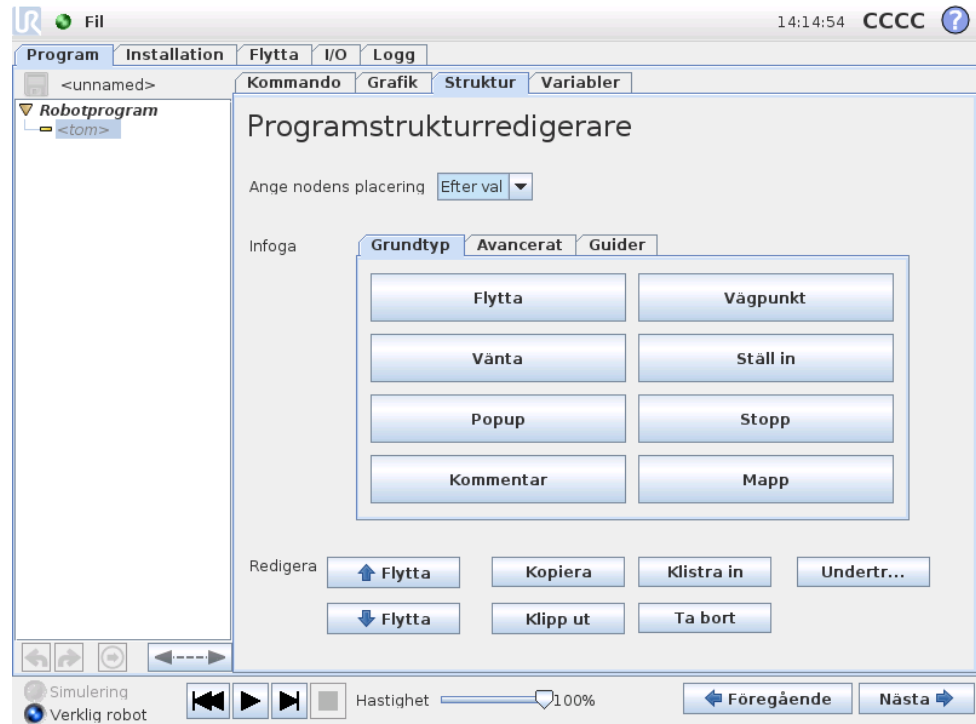 UR Fil 14:14:54 CCCC ?
Program Installation Flytta I/O Logg
<unnamed>
Kommando Grafik Struktur Variabler
Robotprogram
<tom>
Programstrukturredigerare
Ange nodens placering Efter val
Infoga
Grundtyp Avancerat Guider
Flytta Vägpunkt
Vänta Ställ in
Popup Stopp
Kommentar Mapp
Redigera Flytta Kopiera Klistra in Undertr...
Flytta Klipp ut Ta bort
Simulering
Verklig robot
Hastighet 100%
Föregående Nästa